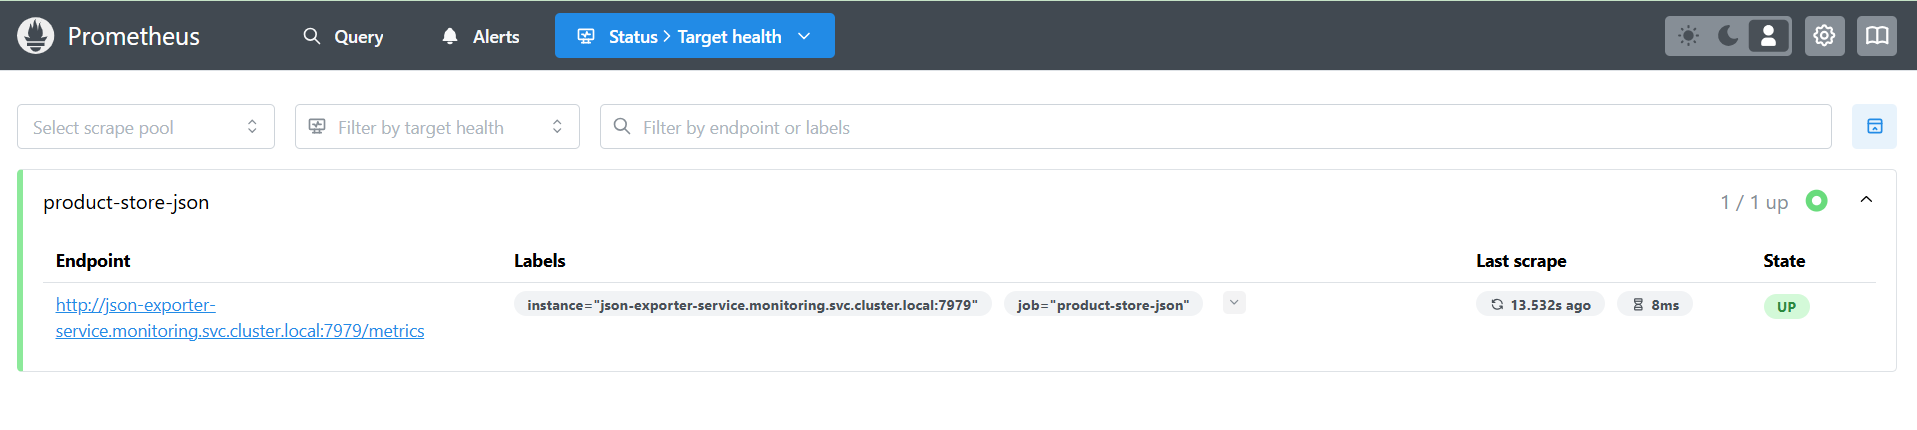 Prometheus Query Alerts Status > Target health
Select scrape pool Filter by target health Filter by endpoint or labels
product-store-json 1 / 1 up
Endpoint Labels Last scrape State
http://json-exporter- instance="json-exporter-service.monitoring.svc.cluster.local:7979" job="product-store-json" 13.532s ago 8ms UP
service.monitoring.svc.cluster.local:7979/metrics